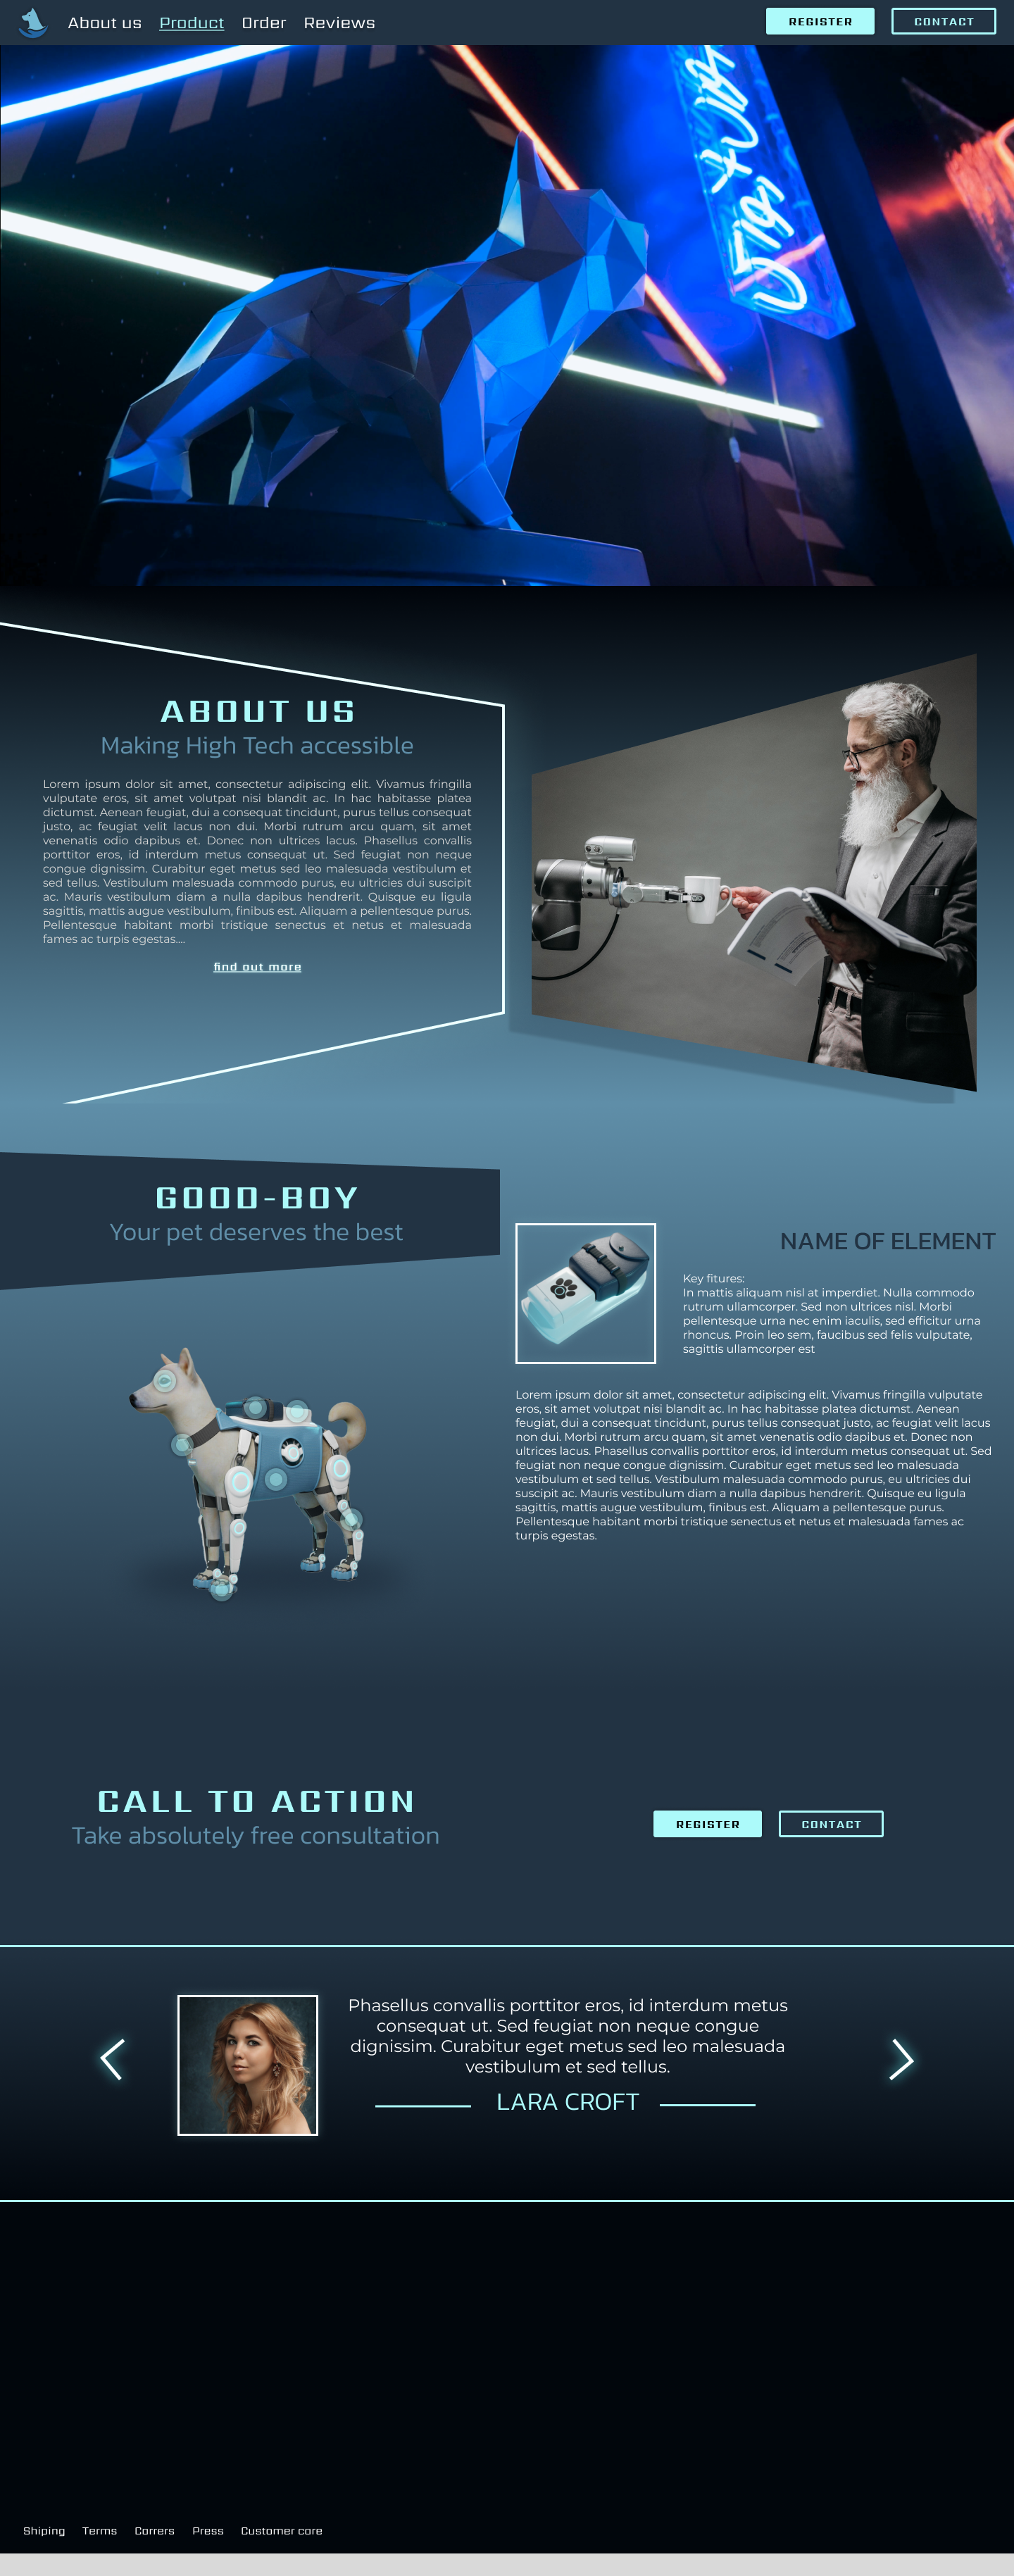 About us Product Order Reviews
REGISTER CONTACT
ABOUT US
Making High Tech accessible
Lorem ipsum dolor sit amet, consectetur adipiscing elit. Vivamus fringilla
vulputate eros, sit amet volutpat nisi blandit ac. In hac habitasse platea
dictumst. Aenean feugiat, dui a consequat tincidunt, purus tellus consequat
justo, ac feugiat velit lacus non dui. Morbi rutrum arcu quam, sit amet
venenatis odio dapibus et. Donec non ultrices lacus. Phasellus convallis
porttitor eros, id interdum metus consequat ut. Sed feugiat non neque
congue dignissim. Curabitur eget metus sed leo malesuada vestibulum et
sed tellus. Vestibulum malesuada commodo purus, eu ultricies dui suscipit
ac. Mauris vestibulum diam a nulla dapibus hendrerit. Quisque eu ligula
sagittis, mattis augue vestibulum, finibus est. Aliquam a pellentesque purus.
Pellentesque habitant morbi tristique senectus et netus et malesuada
fames ac turpis egestas....
find out more
GOOD-BOY
Your pet deserves the best
NAME OF ELEMENT
Key fitures:
In mattis aliquam nisl at imperdiet. Nulla commodo
rutrum ullamcorper. Sed non ultrices nisl. Morbi
pellentesque urna nec enim iaculis, sed efficitur urna
rhoncus. Proin leo sem, faucibus sed felis vulputate,
sagittis ullamcorper est
Lorem ipsum dolor sit amet, consectetur adipiscing elit. Vivamus fringilla vulputate
eros, sit amet volutpat nisi blandit ac. In hac habitasse platea dictumst. Aenean
feugiat, dui a consequat tincidunt, purus tellus consequat justo, ac feugiat velit lacus
non dui. Morbi rutrum arcu quam, sit amet venenatis odio dapibus et. Donec non
ultrices lacus. Phasellus convallis porttitor eros, id interdum metus consequat ut. Sed
feugiat non neque congue dignissim. Curabitur eget metus sed leo malesuada
vestibulum et sed tellus. Vestibulum malesuada commodo purus, eu ultricies dui
suscipit ac. Mauris vestibulum diam a nulla dapibus hendrerit. Quisque eu ligula
sagittis, mattis augue vestibulum, finibus est. Aliquam a pellentesque purus.
Pellentesque habitant morbi tristique senectus et netus et malesuada fames ac
turpis egestas.
CALL TO ACTION
Take absolutely free consultation
REGISTER CONTACT
Phasellus convallis porttitor eros, id interdum metus
consequat ut. Sed feugiat non neque congue
dignissim. Curabitur eget metus sed leo malesuada
vestibulum et sed tellus.
LARA CROFT
Shiping Terms Carrers Press Customer care